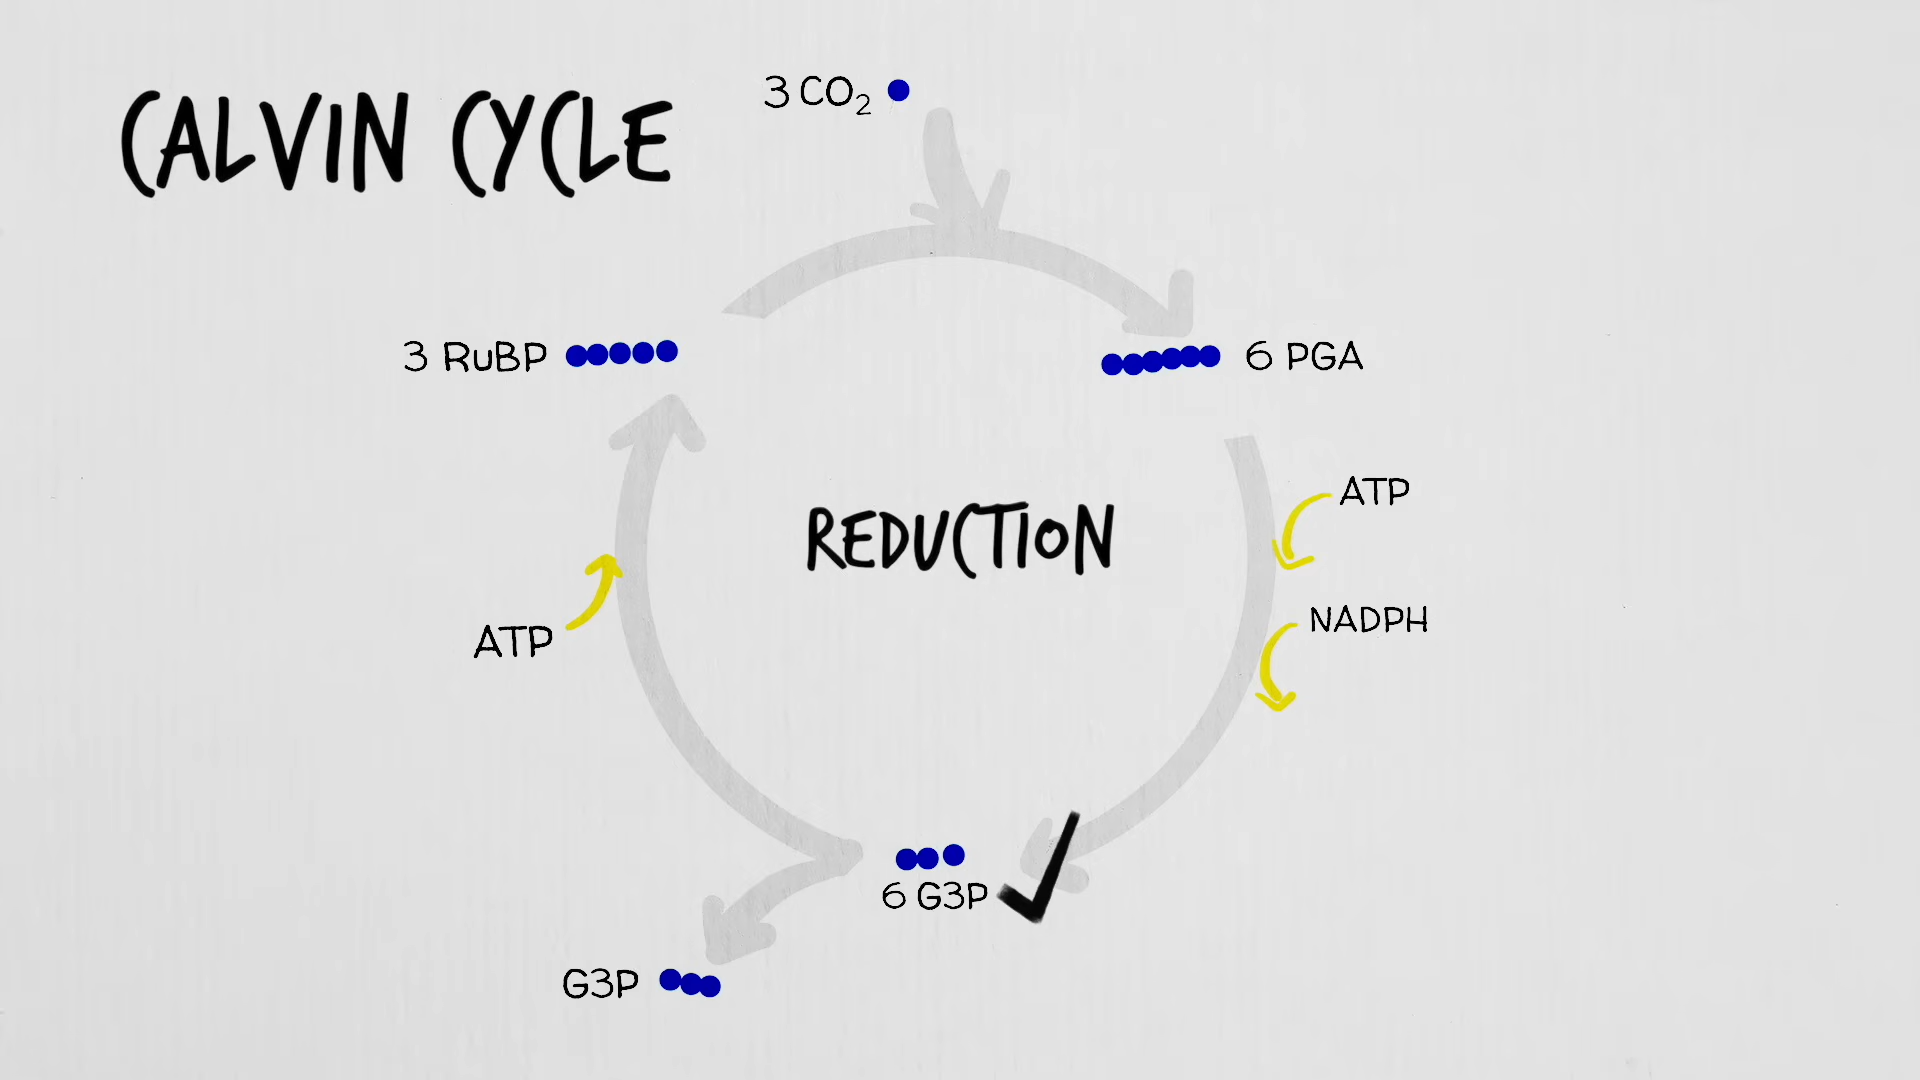 CALVIN CYCLE
3 CO₂
3 RuBP
6 PGA
ATP
REDUCTION
NADPH
ATP
6 G3P
G3P